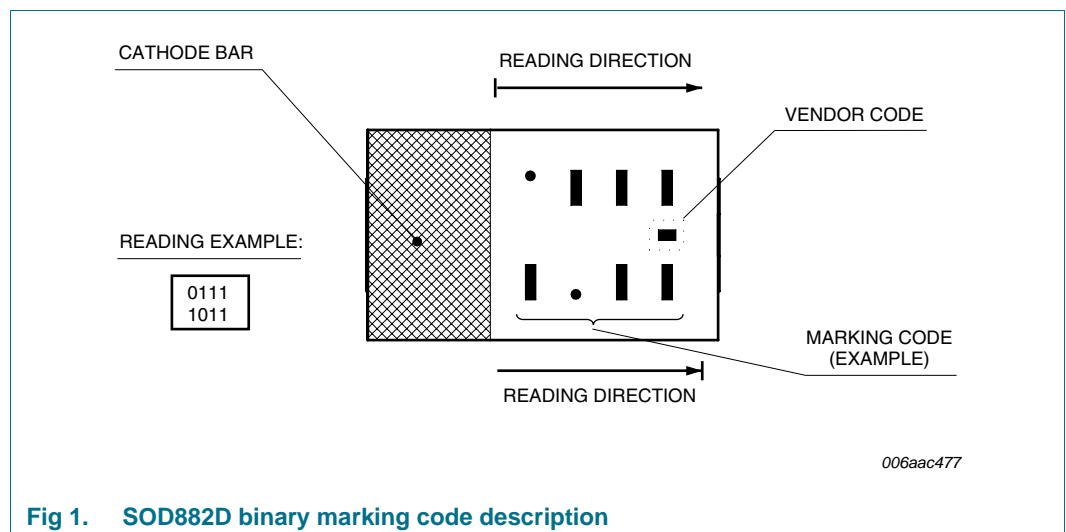 CATHODE BAR
READING DIRECTION
VENDOR CODE
READING EXAMPLE:
0111
1011
MARKING CODE
(EXAMPLE)
READING DIRECTION
006aac477
Fig 1. SOD882D binary marking code description